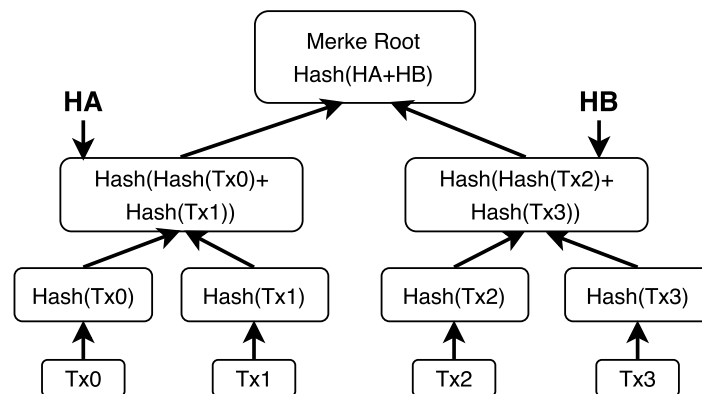 Merke Root
Hash(HA+HB)
HA
HB
Hash(Hash(Tx0)+
Hash(Tx1))
Hash(Hash(Tx2)+
Hash(Tx3))
Hash(Tx0)
Hash(Tx1)
Hash(Tx2)
Hash(Tx3)
Tx0
Tx1
Tx2
Tx3